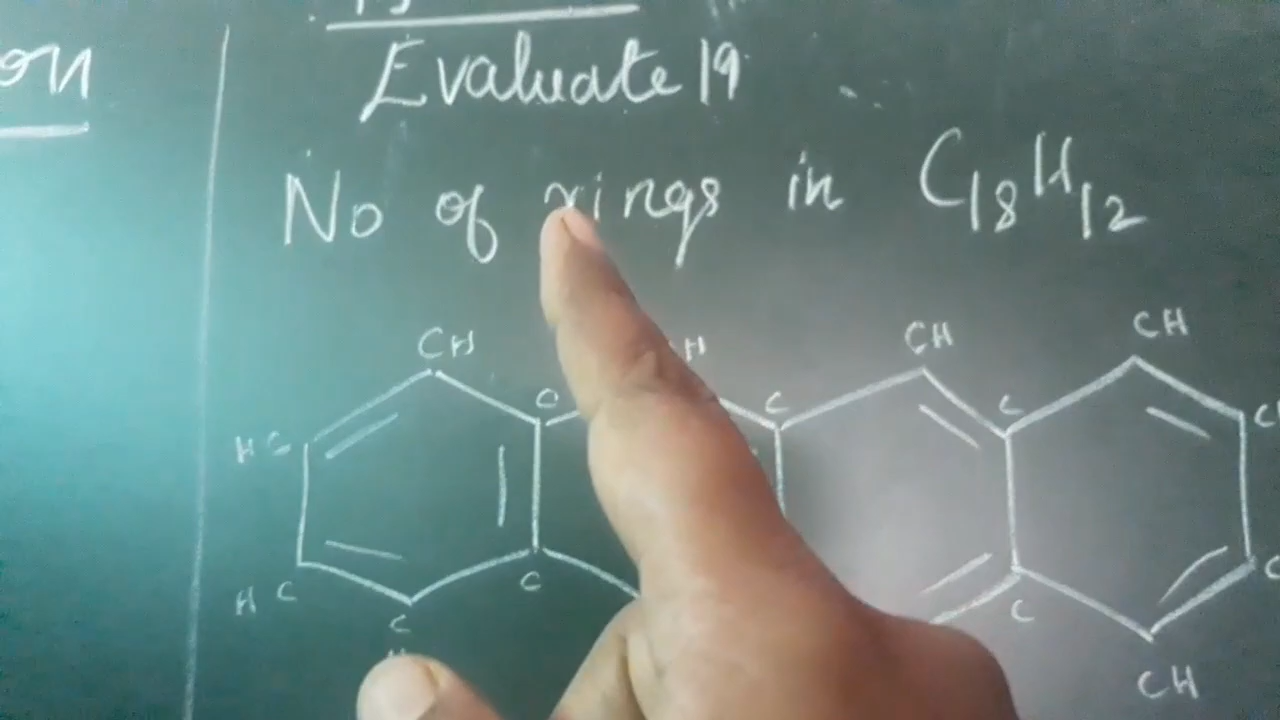 on
Evaluate 19
No of rings in C18H12
CH H CH CH
C C C
HC
HC C C C
C
CH